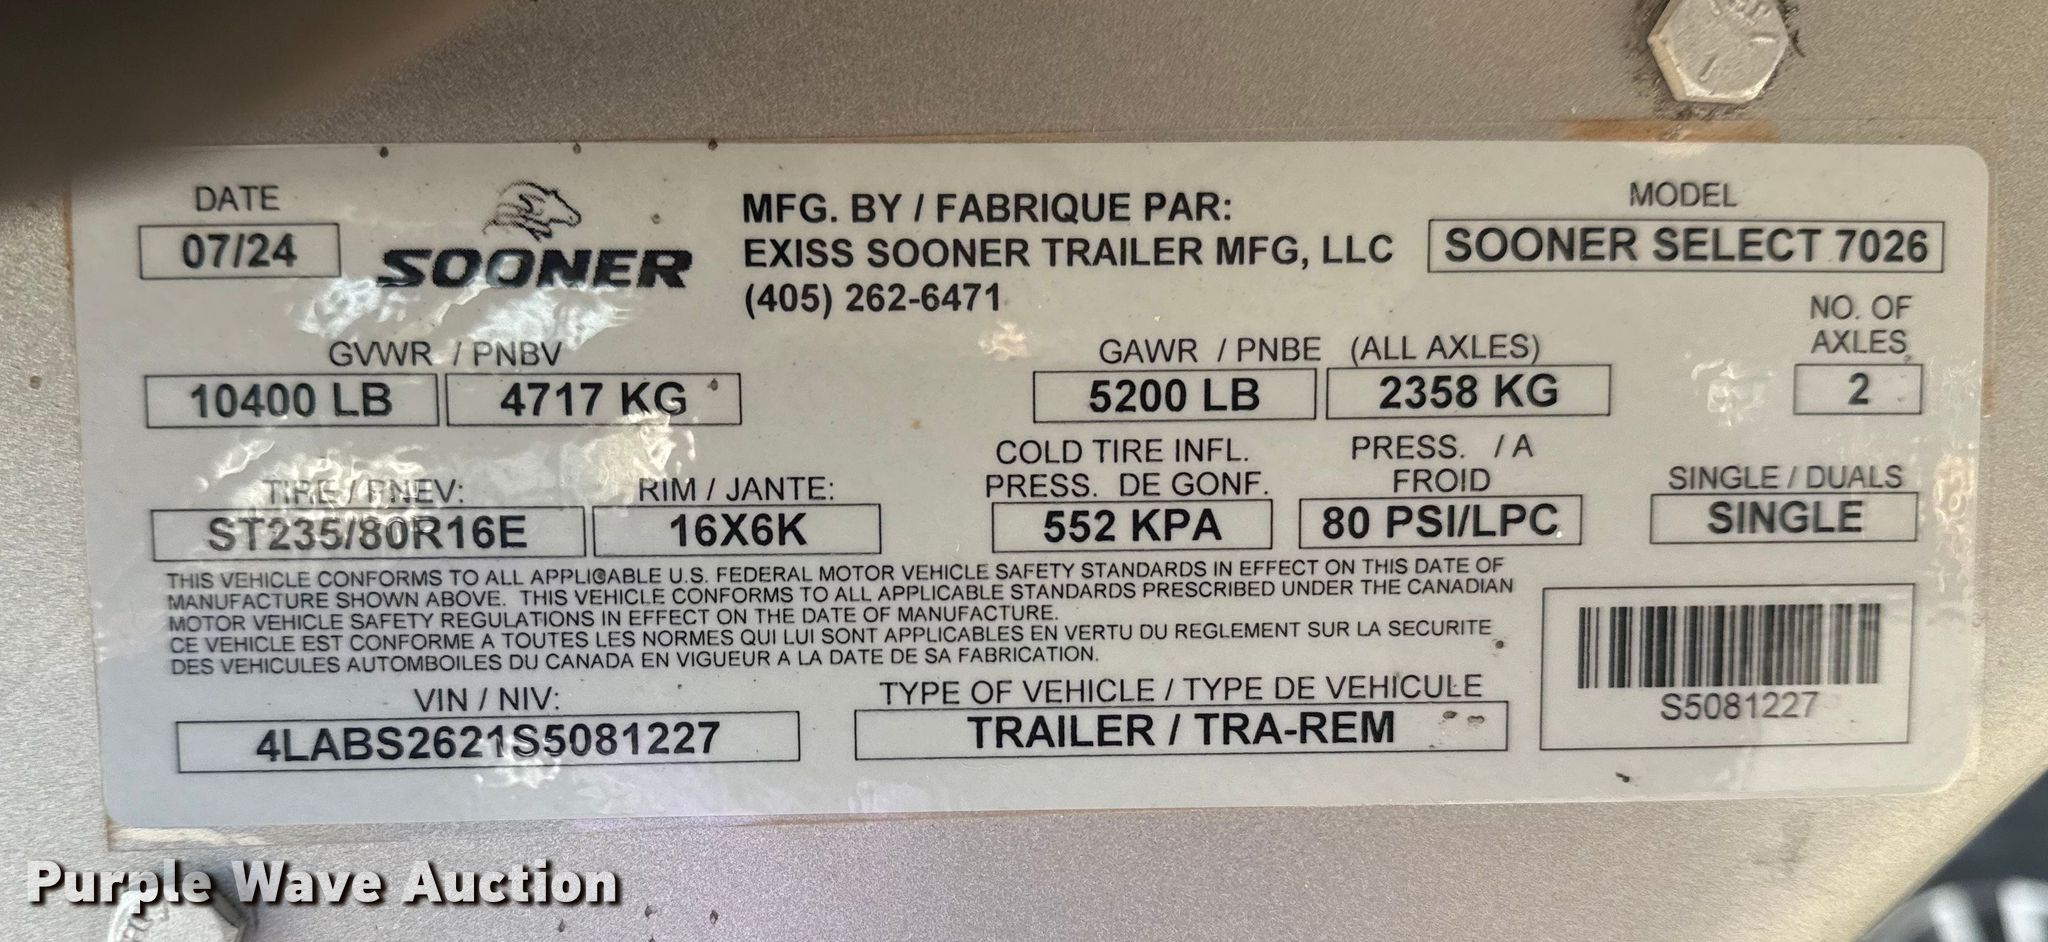 DATE
07/24
SOONER
MFG. BY / FABRIQUE PAR:
EXISS SOONER TRAILER MFG, LLC
(405) 262-6471
MODEL
SOONER SELECT 7026
NO. OF
AXLES
2
GVWR / PNBV
10400 LB 4717 KG
GAWR / PNBE (ALL AXLES)
5200 LB 2358 KG
TIRE / PNEV:
ST235/80R16E
RIM / JANTE:
16X6K
COLD TIRE INFL. PRESS. / A
PRESS. DE GONF. FROID
552 KPA 80 PSI/LPC
SINGLE / DUALS
SINGLE
THIS VEHICLE CONFORMS TO ALL APPLICABLE U.S. FEDERAL MOTOR VEHICLE SAFETY STANDARDS IN EFFECT ON THIS DATE OF
MANUFACTURE SHOWN ABOVE. THIS VEHICLE CONFORMS TO ALL APPLICABLE STANDARDS PRESCRIBED UNDER THE CANADIAN
MOTOR VEHICLE SAFETY REGULATIONS IN EFFECT ON THE DATE OF MANUFACTURE.
CE VEHICLE EST CONFORME A TOUTES LES NORMES QUI LUI SONT APPLICABLES EN VERTU DU REGLEMENT SUR LA SECURITE
DES VEHICULES AUTOMBOILES DU CANADA EN VIGUEUR A LA DATE DE SA FABRICATION.
VIN / NIV:
4LABS2621S5081227
TYPE OF VEHICLE / TYPE DE VEHICULE
TRAILER / TRA-REM
S5081227
Purple Wave Auction